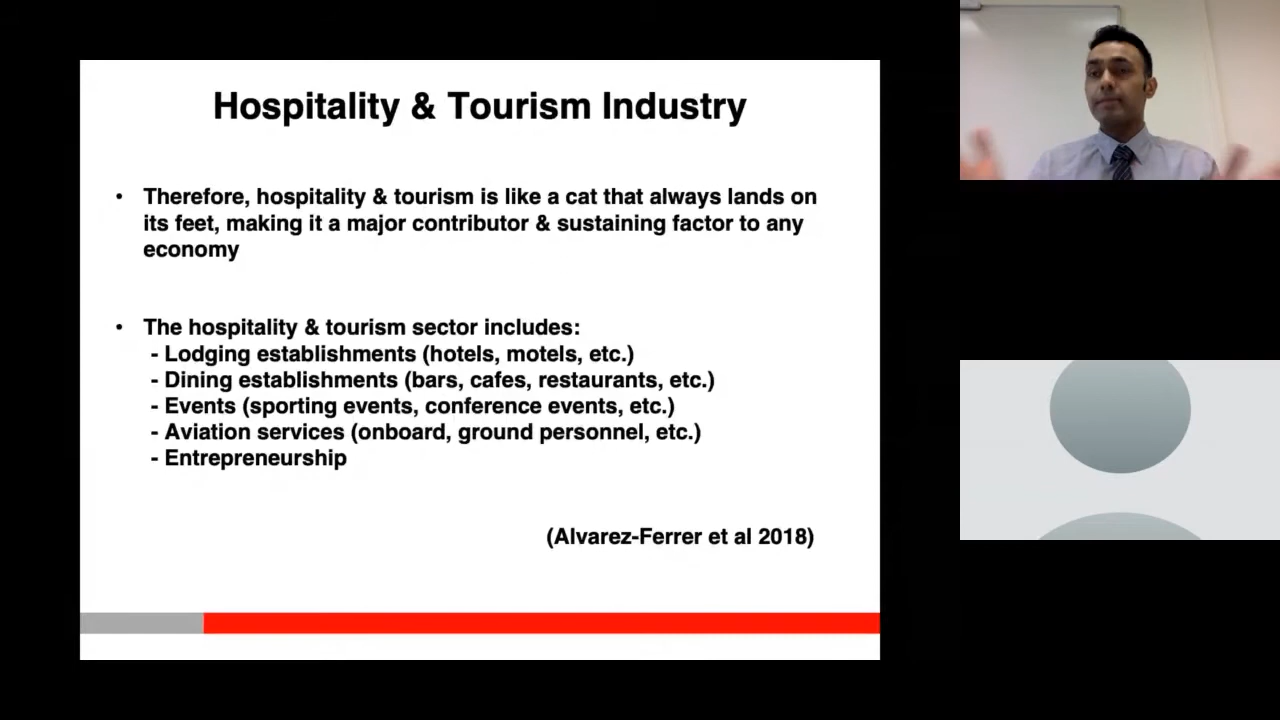 Hospitality & Tourism Industry
• Therefore, hospitality & tourism is like a cat that always lands on
its feet, making it a major contributor & sustaining factor to any
economy
• The hospitality & tourism sector includes:
- Lodging establishments (hotels, motels, etc.)
- Dining establishments (bars, cafes, restaurants, etc.)
- Events (sporting events, conference events, etc.)
- Aviation services (onboard, ground personnel, etc.)
- Entrepreneurship
(Alvarez-Ferrer et al 2018)